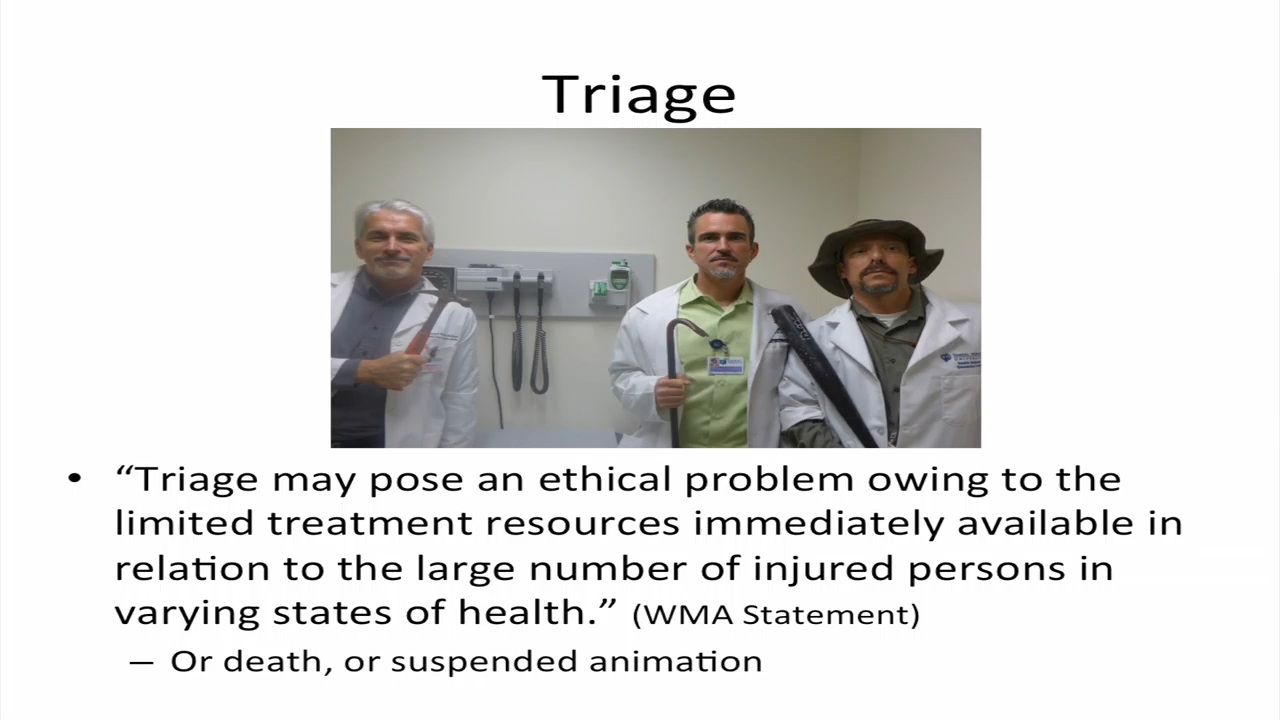 Triage
• “Triage may pose an ethical problem owing to the
limited treatment resources immediately available in
relation to the large number of injured persons in
varying states of health.” (WMA Statement)
– Or death, or suspended animation